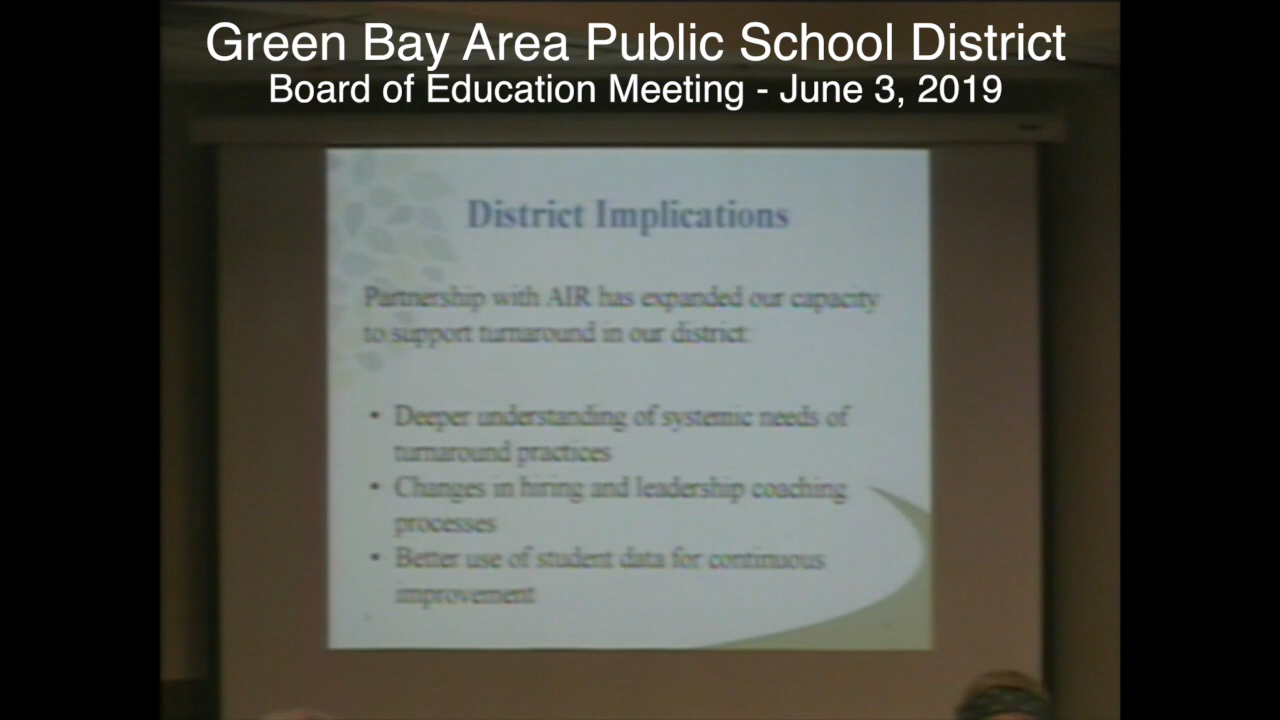 Green Bay Area Public School District
Board of Education Meeting - June 3, 2019
District Implications
Partnership with AIR has expanded our capacity
to support turnaround in our district:
• Deeper understanding of systemic needs of
turnaround practices
• Changes in hiring and leadership coaching
processes
• Better use of student data for continuous
improvement